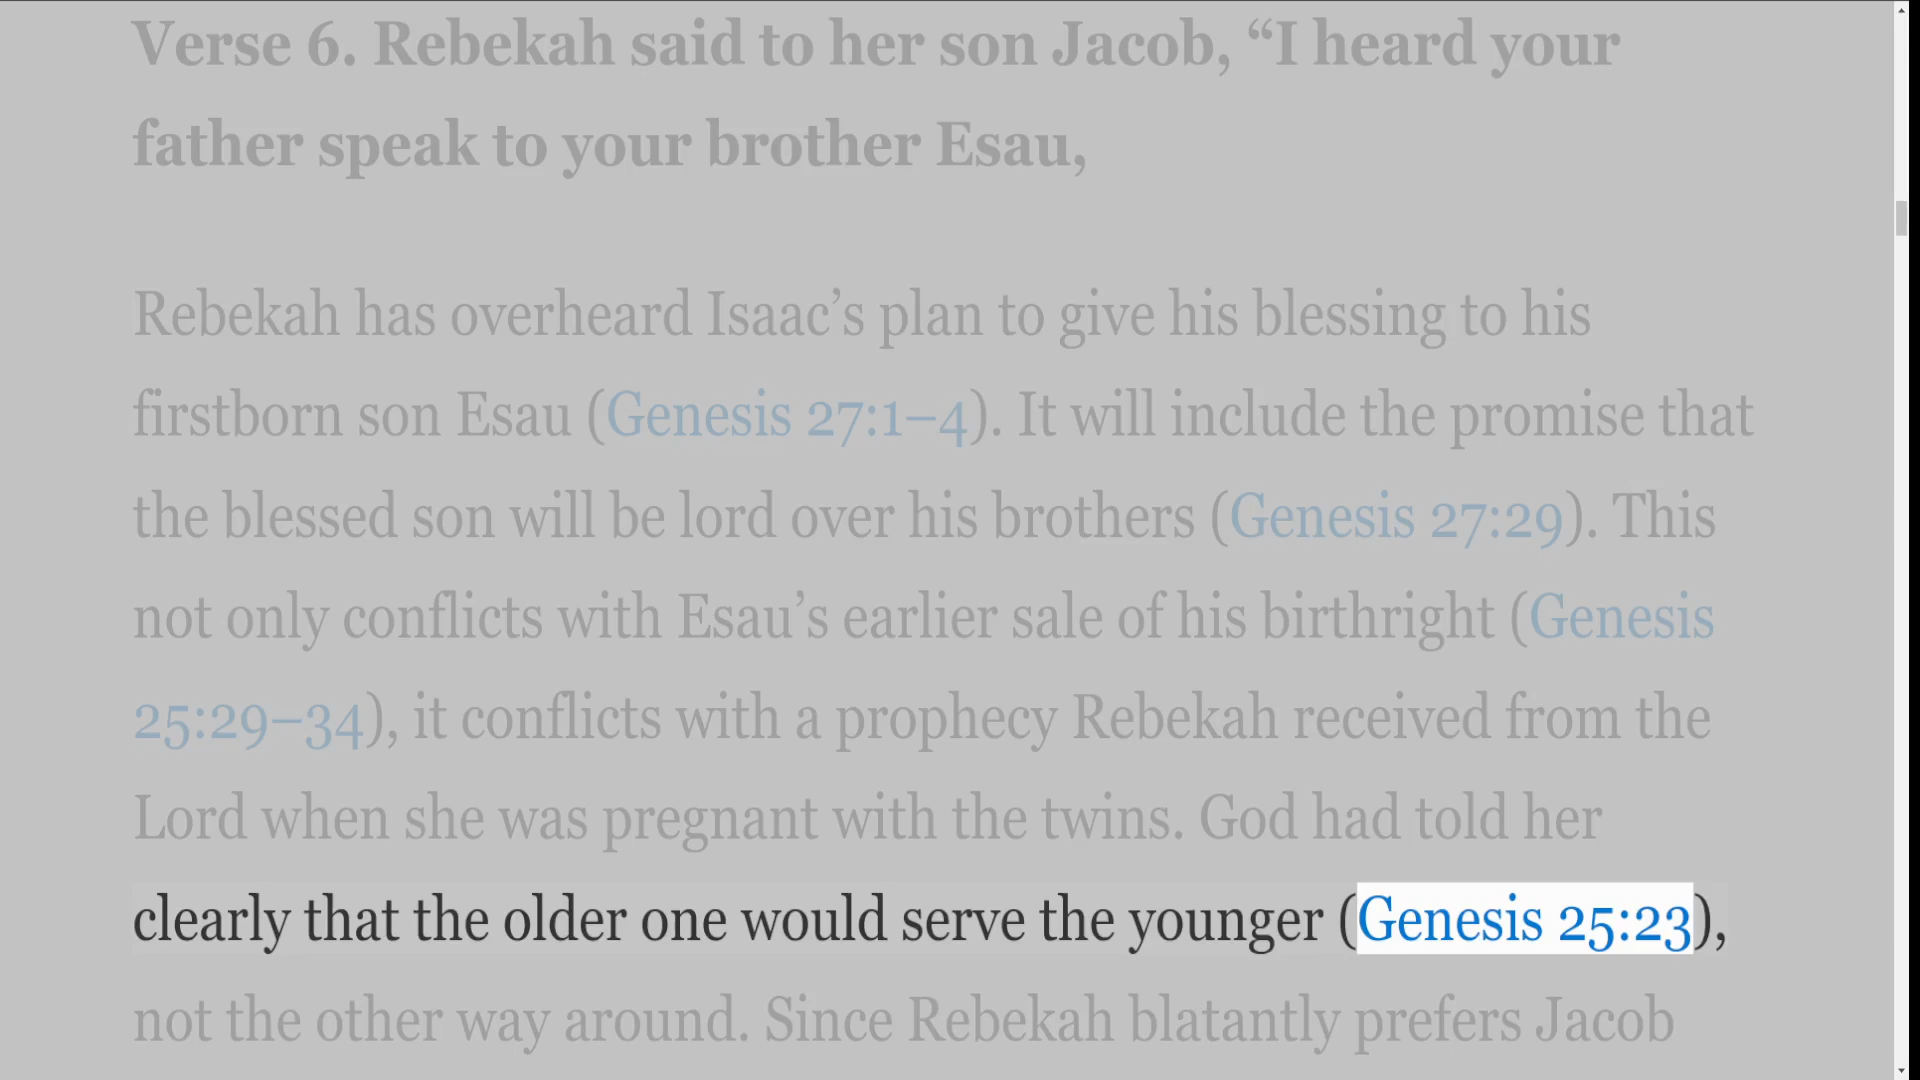 Verse 6. Rebekah said to her son Jacob, “I heard your
father speak to your brother Esau,
Rebekah has overheard Isaac’s plan to give his blessing to his
firstborn son Esau (Genesis 27:1–4). It will include the promise that
the blessed son will be lord over his brothers (Genesis 27:29). This
not only conflicts with Esau’s earlier sale of his birthright (Genesis
25:29–34), it conflicts with a prophecy Rebekah received from the
Lord when she was pregnant with the twins. God had told her
clearly that the older one would serve the younger (Genesis 25:23),
not the other way around. Since Rebekah blatantly prefers Jacob